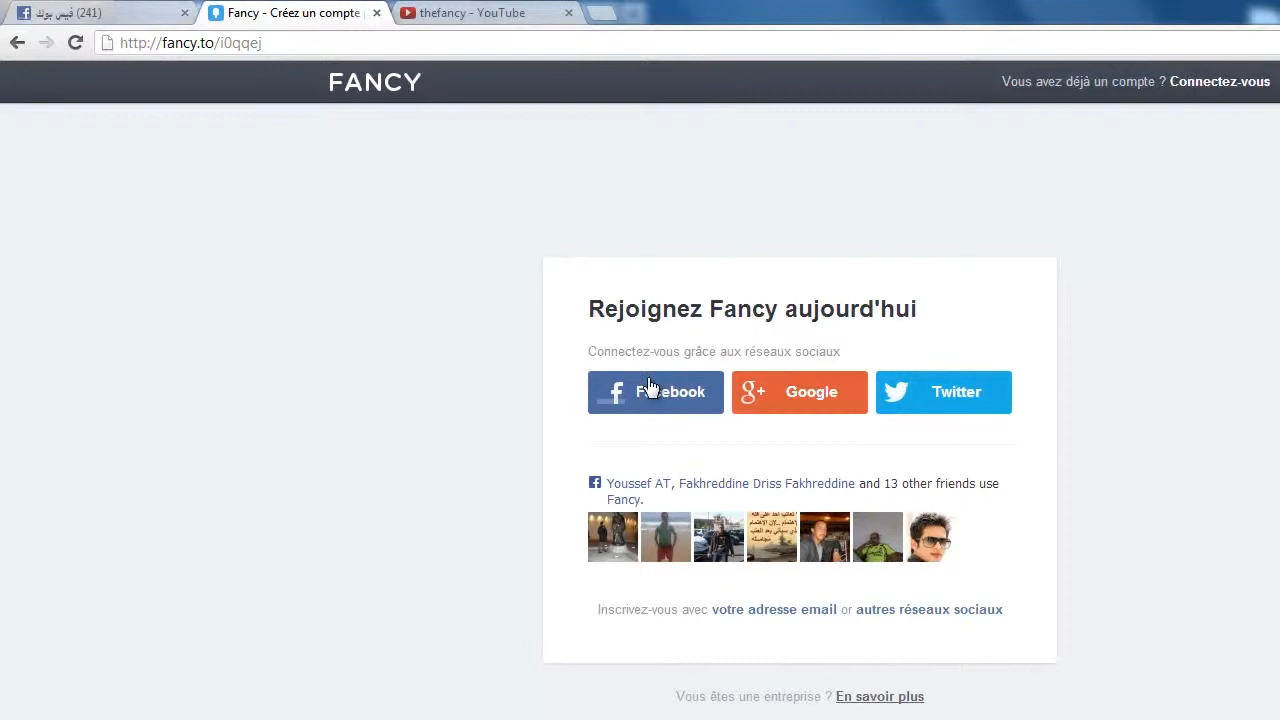 فيس بوك (241)
Fancy - Créez un compte
thefancy - YouTube
http://fancy.to/i0qqej
FANCY
Vous avez déjà un compte ? Connectez-vous
Rejoignez Fancy aujourd'hui
Connectez-vous grâce aux réseaux sociaux
Facebook
Google
Twitter
Youssef AT, Fakhreddine Driss Fakhreddine and 13 other friends use
Fancy.
Inscrivez-vous avec votre adresse email or autres réseaux sociaux
Vous êtes une entreprise ? En savoir plus